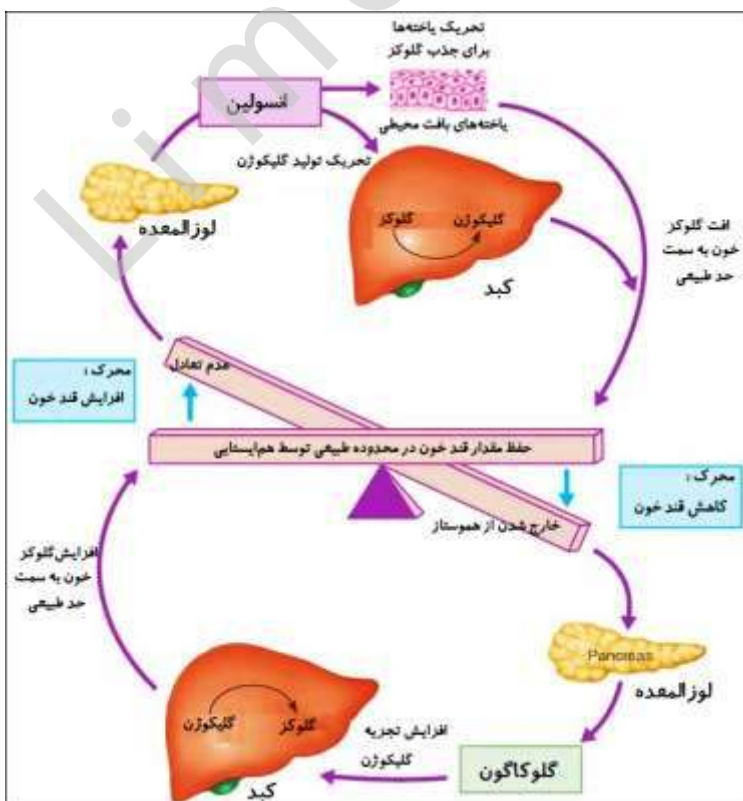 تحریک یاخته‌ها
برای جذب گلوکز
انسولین
یاخته‌های بافت محیطی
تحریک تولید گلیکوژن
لوزالمعده
گلوکز
گلیکوژن
کبد
افت گلوکز
خون به سمت
حد طبیعی
عدم تعادل
محرک :
افزایش قند خون
حفظ مقدار قند خون در محدوده طبیعی توسط هم‌ایستایی
محرک :
کاهش قند خون
خارج شدن از هموستاز
افزایش گلوکز
خون به سمت
حد طبیعی
Pancreas
لوزالمعده
گلیکوژن
گلوکز
افزایش تجزیه
گلیکوژن
گلوکاگون
کبد